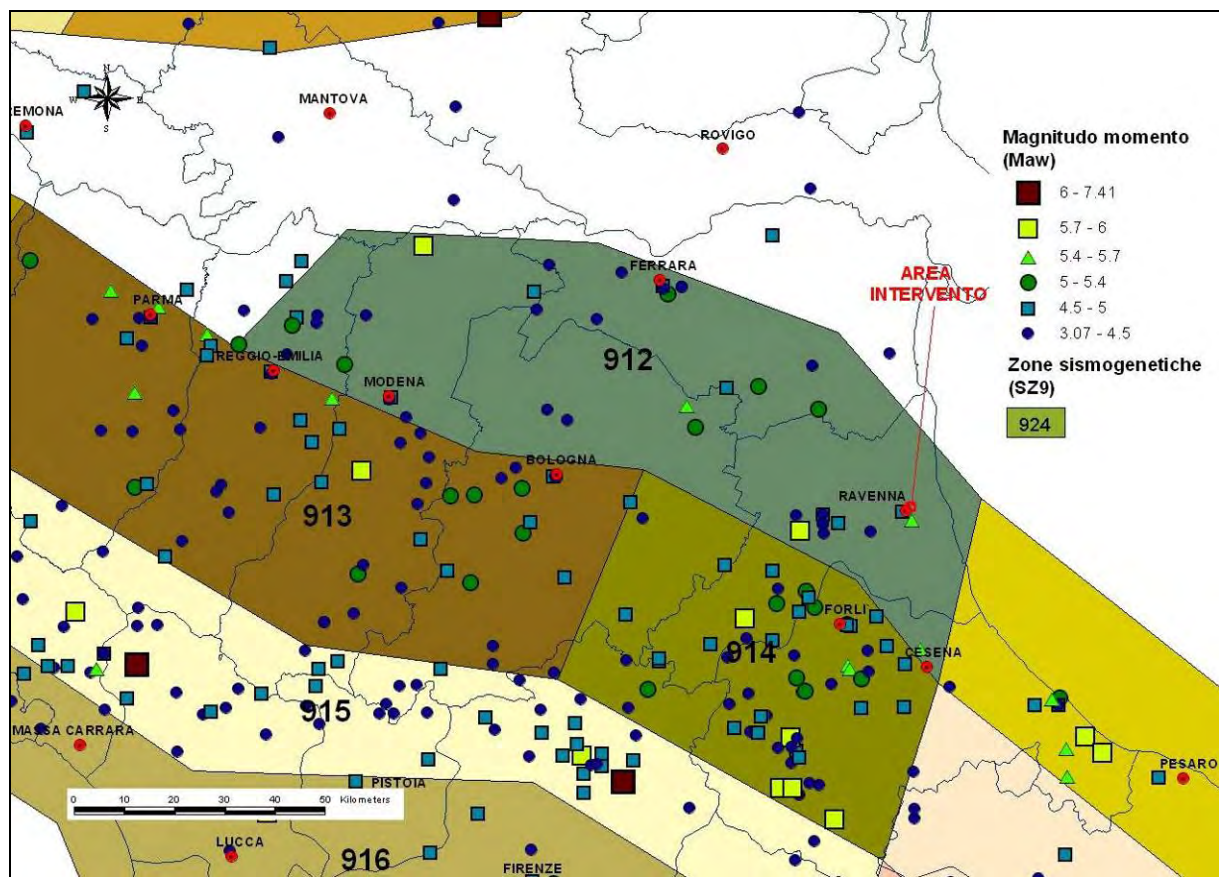 N
W
E
S
REMONA
MANTOVA
ROVIGO
Magnitudo momento
(Maw)
6 - 7.41
5.7 - 6
5.4 - 5.7
5 - 5.4
4.5 - 5
3.07 - 4.5
Zone sismogenetiche
(SZ9)
924
AREA
INTERVENTO
FERRARA
PARMA
REGGIO-EMILIA
MODENA
912
BOLOGNA
913
RAVENNA
FORLI'
914
CESENA
915
MASSA CARRARA
PISTOIA
PESARO
0 10 20 30 40 50 Kilometers
LUCCA
916
FIRENZE